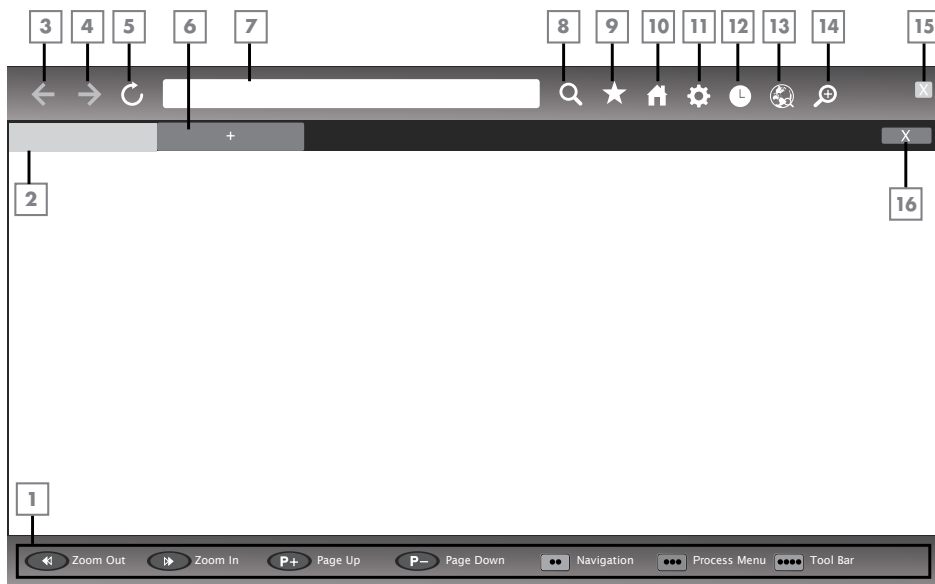 3 4 5 6 7 8 9 10 11 12 13 14 15
X
+ X
2 16
1
Zoom Out Zoom In P+ Page Up P− Page Down Navigation Process Menu Tool Bar